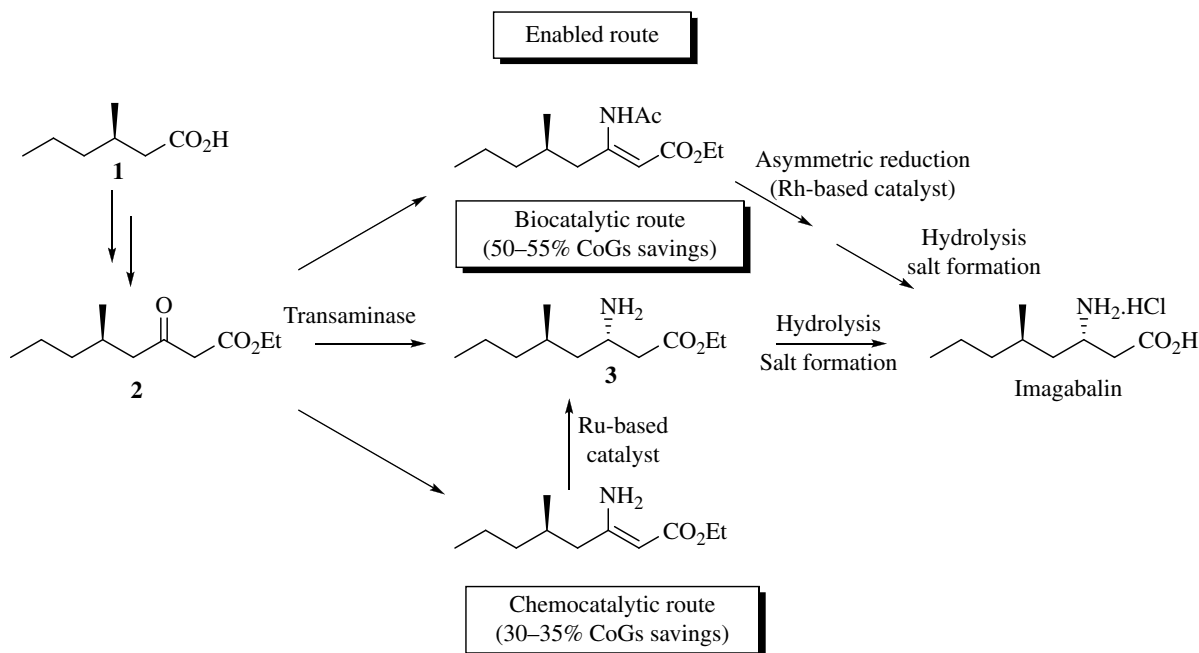 Enabled route
NHAc
CO₂Et
CO₂H
1
Asymmetric reduction
(Rh-based catalyst)
Biocatalytic route
(50–55% CoGs savings)
Hydrolysis
salt formation
O
CO₂Et
2
Transaminase
NH₂
CO₂Et
3
Hydrolysis
Salt formation
NH₂.HCl
CO₂H
Imagabalin
Ru-based
catalyst
NH₂
CO₂Et
Chemocatalytic route
(30–35% CoGs savings)